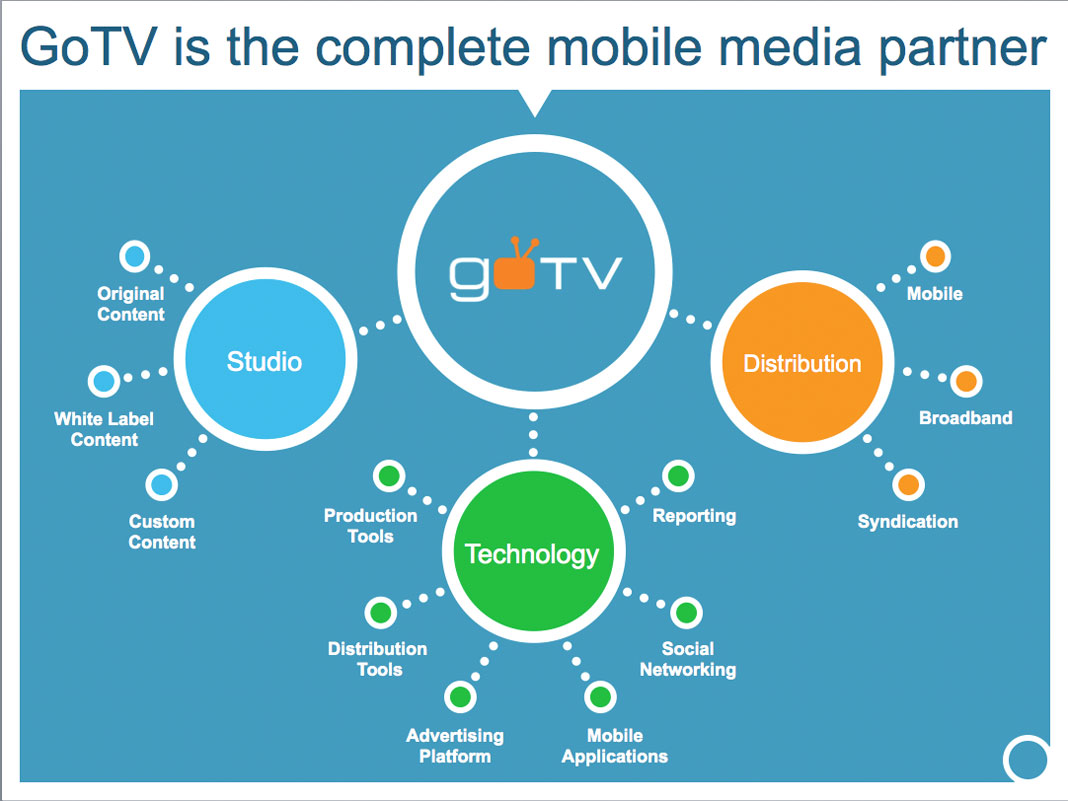 GoTV is the complete mobile media partner
goTV
Studio
Original
Content
White Label
Content
Custom
Content
Distribution
Mobile
Broadband
Syndication
Technology
Production
Tools
Distribution
Tools
Advertising
Platform
Mobile
Applications
Social
Networking
Reporting